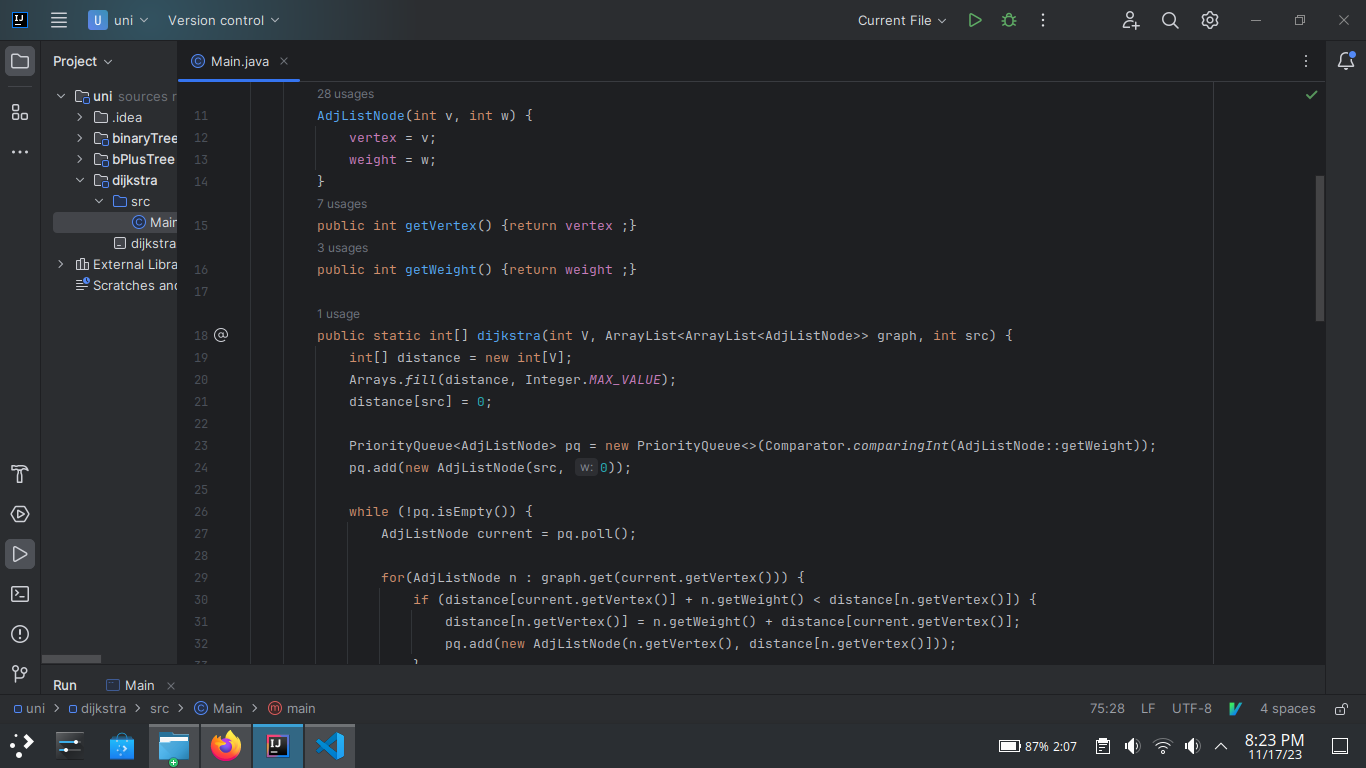 U uni Version control Current File
Project
Main.java
uni sources r
.idea
binaryTree
bPlusTree
dijkstra
src
Main
dijkstra
External Libra
Scratches and
28 usages
11 AdjListNode(int v, int w) {
12 vertex = v;
13 weight = w;
14 }
7 usages
15 public int getVertex() {return vertex ;}
3 usages
16 public int getWeight() {return weight ;}
17
1 usage
18 public static int[] dijkstra(int V, ArrayList<ArrayList<AdjListNode>> graph, int src) {
19 int[] distance = new int[V];
20 Arrays.fill(distance, Integer.MAX_VALUE);
21 distance[src] = 0;
22
23 PriorityQueue<AdjListNode> pq = new PriorityQueue<>(Comparator.comparingInt(AdjListNode::getWeight));
24 pq.add(new AdjListNode(src, w: 0));
25
26 while (!pq.isEmpty()) {
27 AdjListNode current = pq.poll();
28
29 for(AdjListNode n : graph.get(current.getVertex())) {
30 if (distance[current.getVertex()] + n.getWeight() < distance[n.getVertex()]) {
31 distance[n.getVertex()] = n.getWeight() + distance[current.getVertex()];
32 pq.add(new AdjListNode(n.getVertex(), distance[n.getVertex()]));
Run Main
uni dijkstra src Main main 75:28 LF UTF-8 4 spaces
87% 2:07 8:23 PM
11/17/23